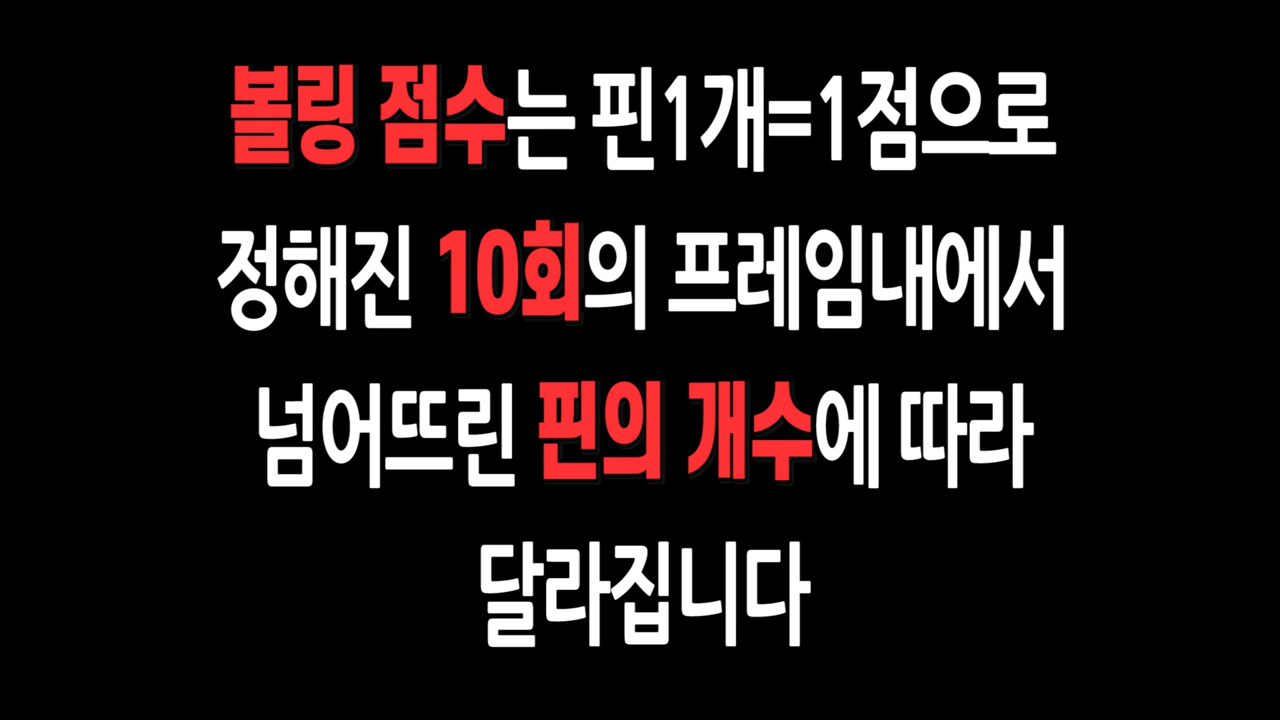 볼링 점수는 핀1개=1점으로
정해진 10회의 프레임내에서
넘어뜨린 핀의 개수에 따라
달라집니다